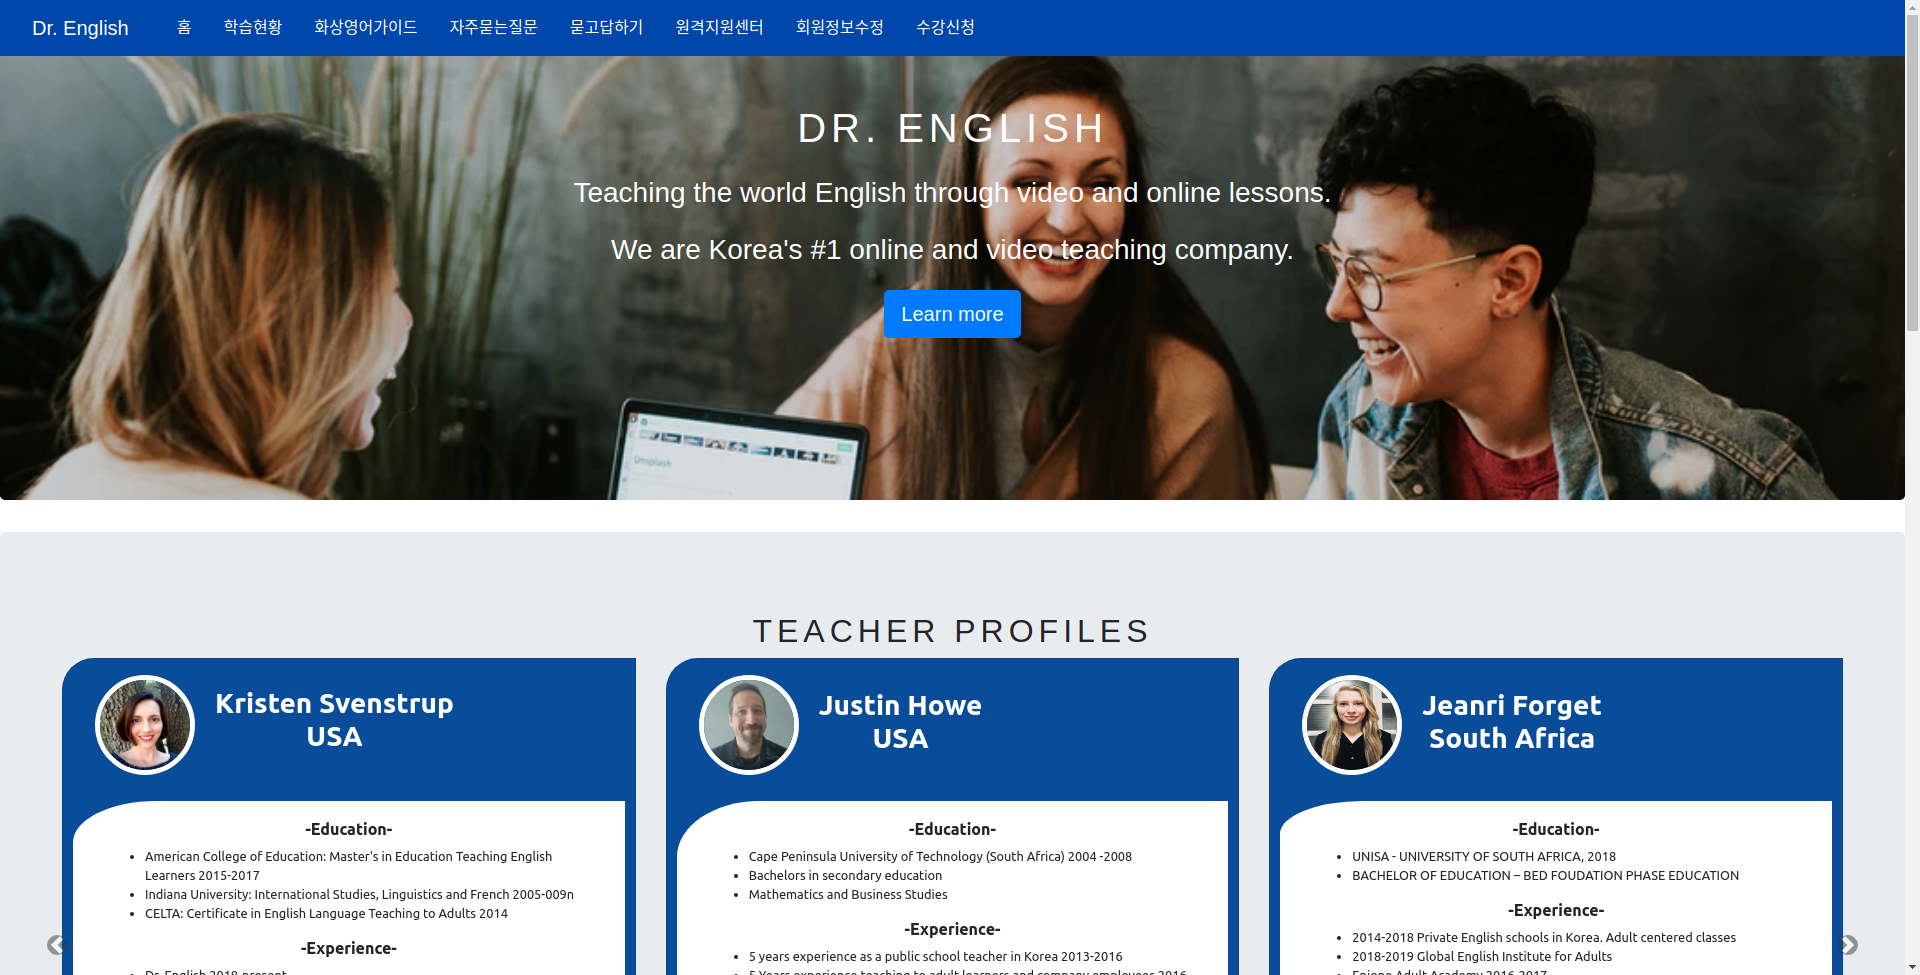 Dr. English 홈 학습현황 화상영어가이드 자주묻는질문 묻고답하기 원격지원센터 회원정보수정 수강신청
DR. ENGLISH
Teaching the world English through video and online lessons.
We are Korea's #1 online and video teaching company.
Learn more
Unsplash
TEACHER PROFILES
Kristen Svenstrup
USA
-Education-
American College of Education: Master's in Education Teaching English
Learners 2015-2017
Indiana University: International Studies, Linguistics and French 2005-009n
CELTA: Certificate in English Language Teaching to Adults 2014
-Experience-
Dr. English 2018-present
Justin Howe
USA
-Education-
Cape Peninsula University of Technology (South Africa) 2004 -2008
Bachelors in secondary education
Mathematics and Business Studies
-Experience-
5 years experience as a public school teacher in Korea 2013-2016
5 Years experience teaching to adult learners and company employees 2016
Jeanri Forget
South Africa
-Education-
UNISA - UNIVERSITY OF SOUTH AFRICA, 2018
BACHELOR OF EDUCATION – BED FOUDATION PHASE EDUCATION
-Experience-
2014-2018 Private English schools in Korea. Adult centered classes
2018-2019 Global English Institute for Adults
Enjone Adult Academy 2016-2017